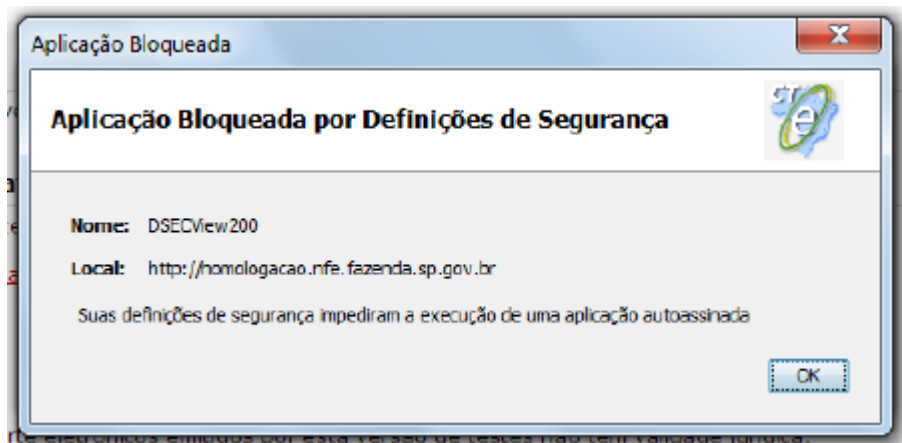 Aplicação Bloqueada
Aplicação Bloqueada por Definições de Segurança
CT
e
Nome: DSECView200
Local: http://homologacao.nfe.fazenda.sp.gov.br
Suas definições de segurança impediram a execução de uma aplicação autoassinada
OK